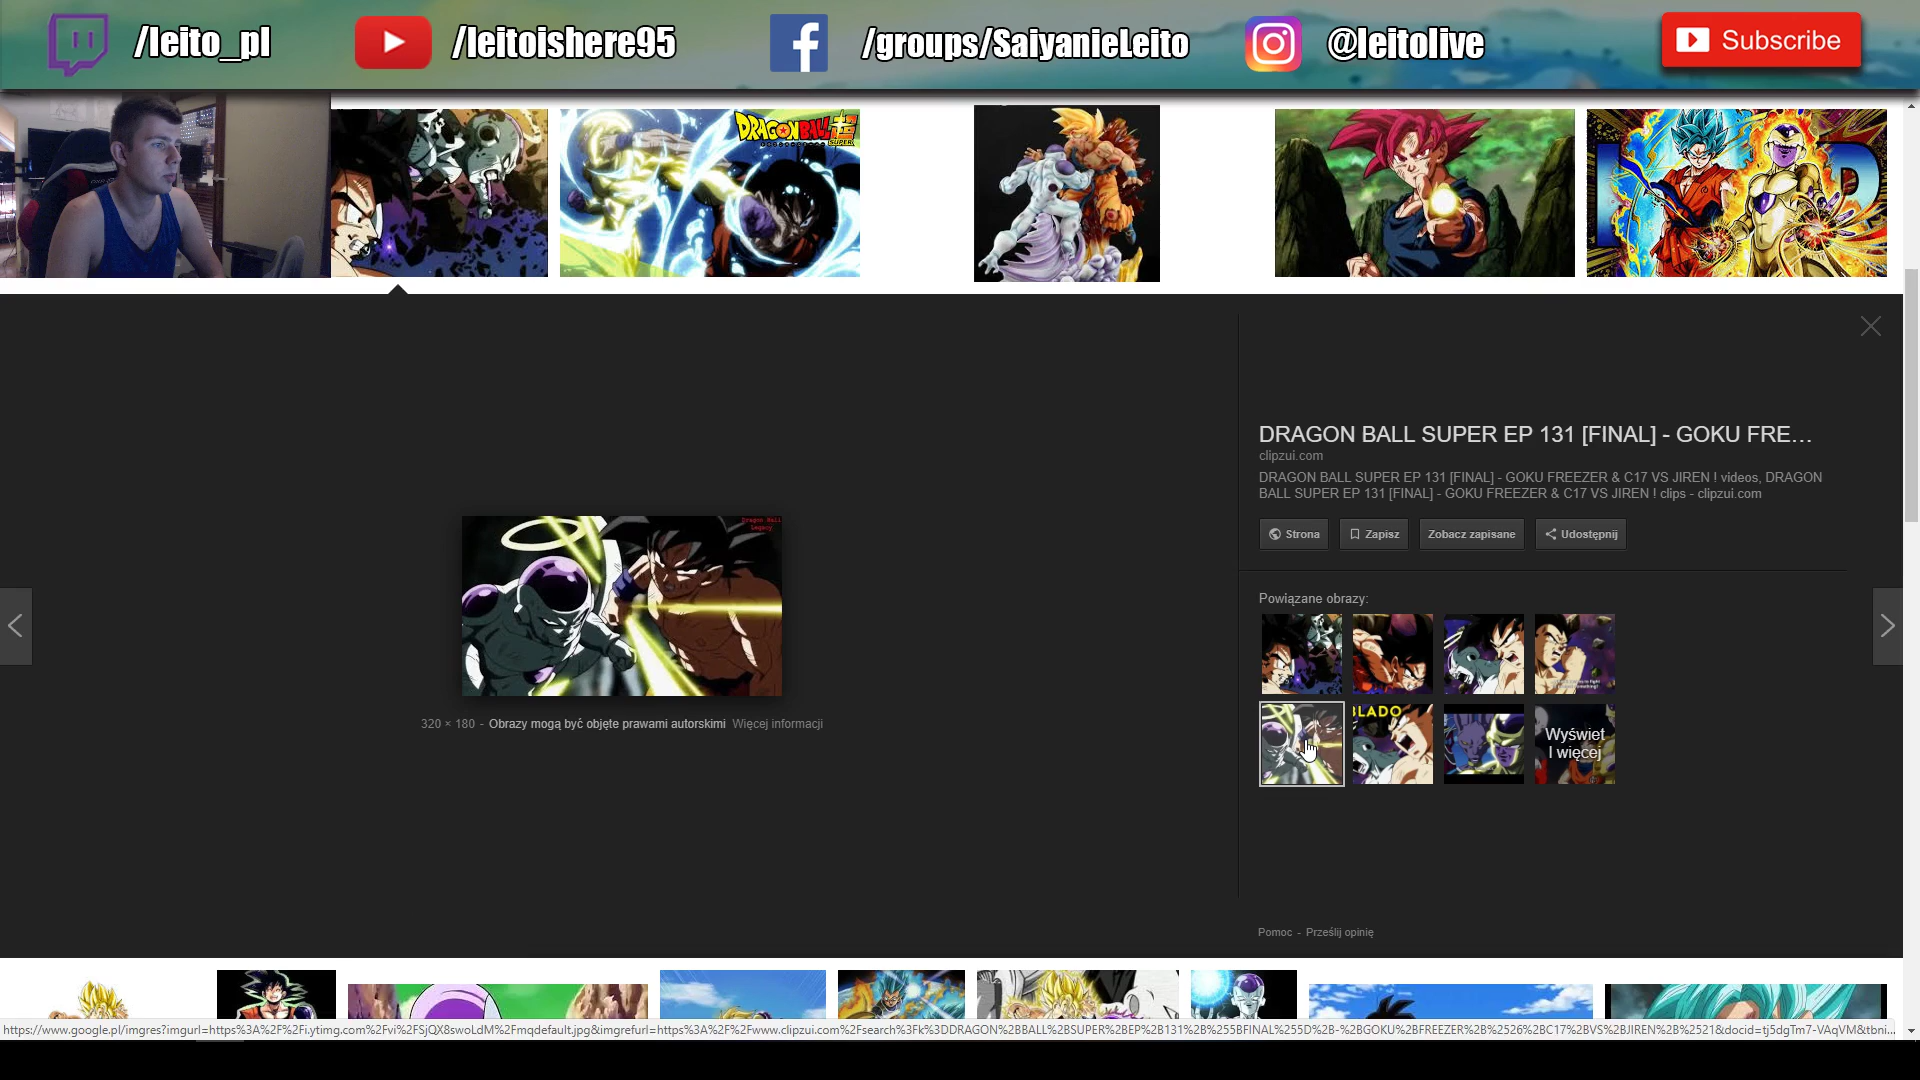 /leito_pl
/leitoishere95
/groups/SaiyanieLeito
@leitolive
Subscribe
DRAGON BALL
SUPER
DRAGON BALL SUPER EP 131 [FINAL] - GOKU FRE…
clipzui.com
DRAGON BALL SUPER EP 131 [FINAL] - GOKU FREEZER & C17 VS JIREN ! videos, DRAGON
BALL SUPER EP 131 [FINAL] - GOKU FREEZER & C17 VS JIREN ! clips - clipzui.com
Strona
Zapisz
Zobacz zapisane
Udostępnij
Dragon Ball
Legacy
320 × 180 - Obrazy mogą być objęte prawami autorskimi Więcej informacji
Powiązane obrazy:
BLADO
Wyświet
l więcej
Pomoc - Prześlij opinię
https://www.google.pl/imgres?imgurl=https%3A%2F%2Fi.ytimg.com%2Fvi%2FSjQX8swoLdM%2Fmqdefault.jpg&imgrefurl=https%3A%2F%2Fwww.clipzui.com%2Fsearch%3Fk%3DDRAGON%2BBALL%2BSUPER%2BEP%2B131%2B%255BFINAL%255D%2B-%2BGOKU%2BFREEZER%2B%2526%2BC17%2BVS%2BJIREN%2B%2521&docid=tj5dgTm7-VAqVM&tbni...